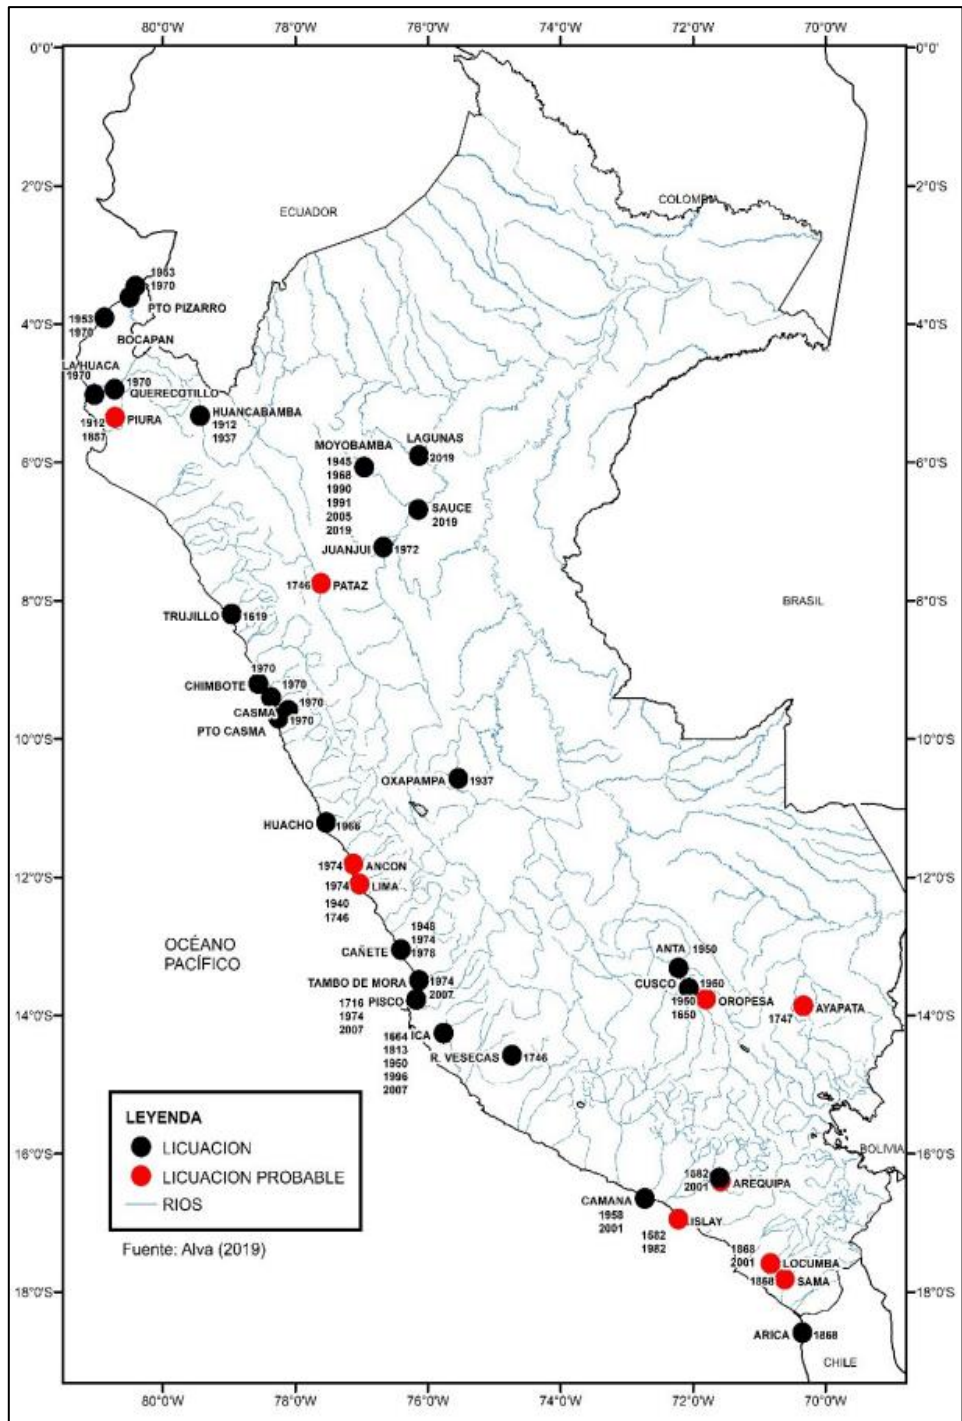 80°0'W 78°0'W 76°0'W 74°0'W 72°0'W 70°0'W
0°0' 0°0'
2°0'S 2°0'S
ECUADOR
COLOMBIA
1953
1970
PTO PIZARRO
1953
1970
4°0'S 4°0'S
BOCAPAN
LA HUACA
1970
1970
QUERECOTILLO
1912 PIURA
1857
HUANCABAMBA
1912
1937
MOYOBAMBA
1945
1968
1990
1991
2005
2019
LAGUNAS
2019
6°0'S 6°0'S
SAUCE
2019
JUANJUI 1972
1746 PATAZ
8°0'S 8°0'S
BRASIL
TRUJILLO 1619
1970
CHIMBOTE 1970
1970
CASMA
1970
PTO CASMA
10°0'S 10°0'S
OXAPAMPA 1937
HUACHO 1966
1974 ANCON
12°0'S 12°0'S
1974 LIMA
1940
1746
OCÉANO
PACÍFICO
1948
1974
CAÑETE 1978
ANTA 1950
CUSCO 1960
1950 OROPESA
1650
TAMBO DE MORA 1974
2007
1716 PISCO
1974
2007
1747 AYAPATA
14°0'S 14°0'S
1664 ICA
1813
1950
1996
2007
R. VESECAS 1746
LEYENDA
LICUACION
LICUACION PROBABLE
RIOS
Fuente: Alva (2019)
BOLIVIA
16°0'S 16°0'S
1882
2001 AREQUIPA
CAMANA
1958
2001
ISLAY
1582
1982
1868
2001 LOCUMBA
1868 SAMA
18°0'S 18°0'S
ARICA 1868
CHILE
80°0'W 78°0'W 76°0'W 74°0'W 72°0'W 70°0'W